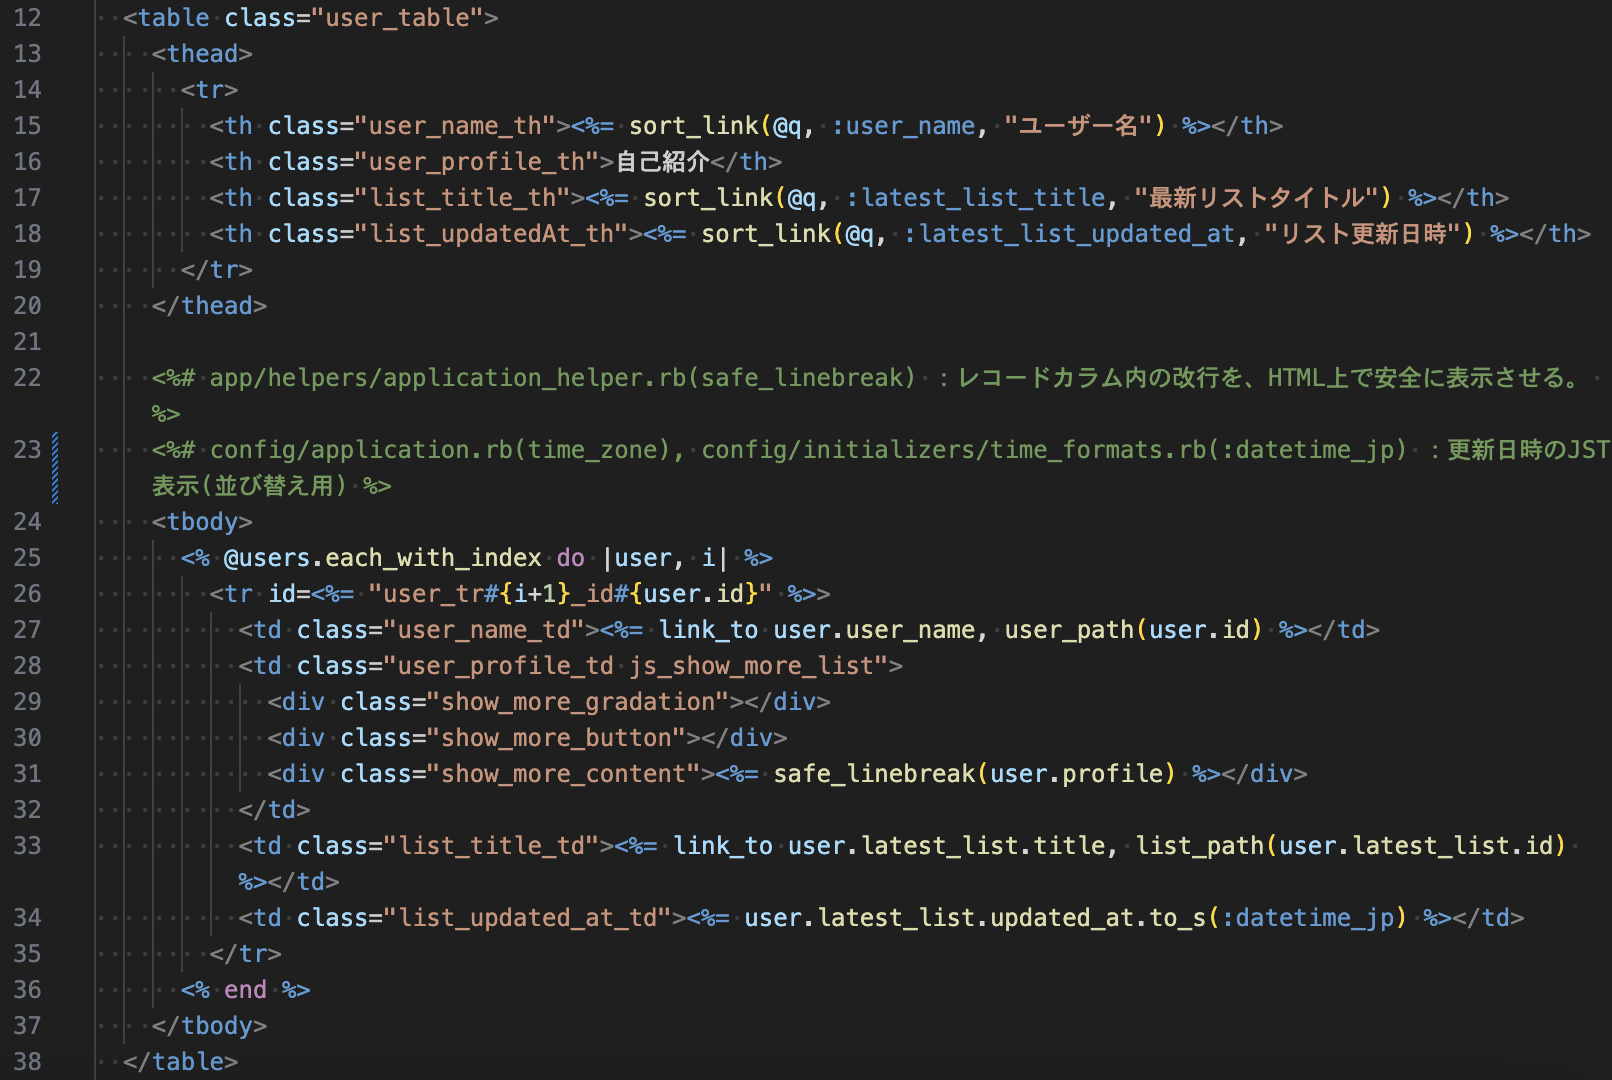 12 <table class="user_table">
13 <thead>
14 <tr>
15 <th class="user_name_th"><%= sort_link(@q, :user_name, "ユーザー名") %></th>
16 <th class="user_profile_th">自己紹介</th>
17 <th class="list_title_th"><%= sort_link(@q, :latest_list_title, "最新リストタイトル") %></th>
18 <th class="list_updatedAt_th"><%= sort_link(@q, :latest_list_updated_at, "リスト更新日時") %></th>
19 </tr>
20 </thead>
21
22 <%# app/helpers/application_helper.rb(safe_linebreak) ：レコードカラム内の改行を、HTML上で安全に表示させる。
%>
23 <%# config/application.rb(time_zone), config/initializers/time_formats.rb(:datetime_jp) ：更新日時のJST
表示(並び替え用) %>
24 <tbody>
25 <% @users.each_with_index do |user, i| %>
26 <tr id=<%= "user_tr#{i+1}_id#{user.id}" %>>
27 <td class="user_name_td"><%= link_to user.user_name, user_path(user.id) %></td>
28 <td class="user_profile_td js_show_more_list">
29 <div class="show_more_gradation"></div>
30 <div class="show_more_button"></div>
31 <div class="show_more_content"><%= safe_linebreak(user.profile) %></div>
32 </td>
33 <td class="list_title_td"><%= link_to user.latest_list.title, list_path(user.latest_list.id)
%></td>
34 <td class="list_updated_at_td"><%= user.latest_list.updated_at.to_s(:datetime_jp) %></td>
35 </tr>
36 <% end %>
37 </tbody>
38 </table>